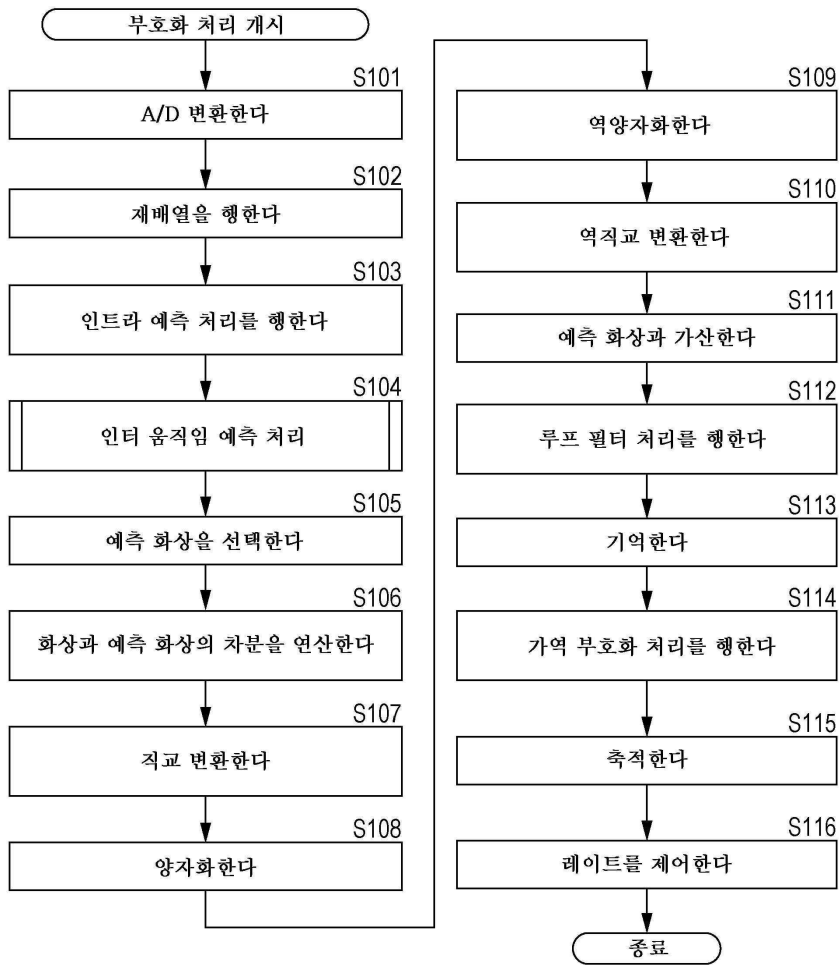 부호화 처리 개시
S101
A/D 변환한다
S102
재배열을 행한다
S103
인트라 예측 처리를 행한다
S104
인터 움직임 예측 처리
S105
예측 화상을 선택한다
S106
화상과 예측 화상의 차분을 연산한다
S107
직교 변환한다
S108
양자화한다
S109
역양자화한다
S110
역직교 변환한다
S111
예측 화상과 가산한다
S112
루프 필터 처리를 행한다
S113
기억한다
S114
가역 부호화 처리를 행한다
S115
축적한다
S116
레이트를 제어한다
종료